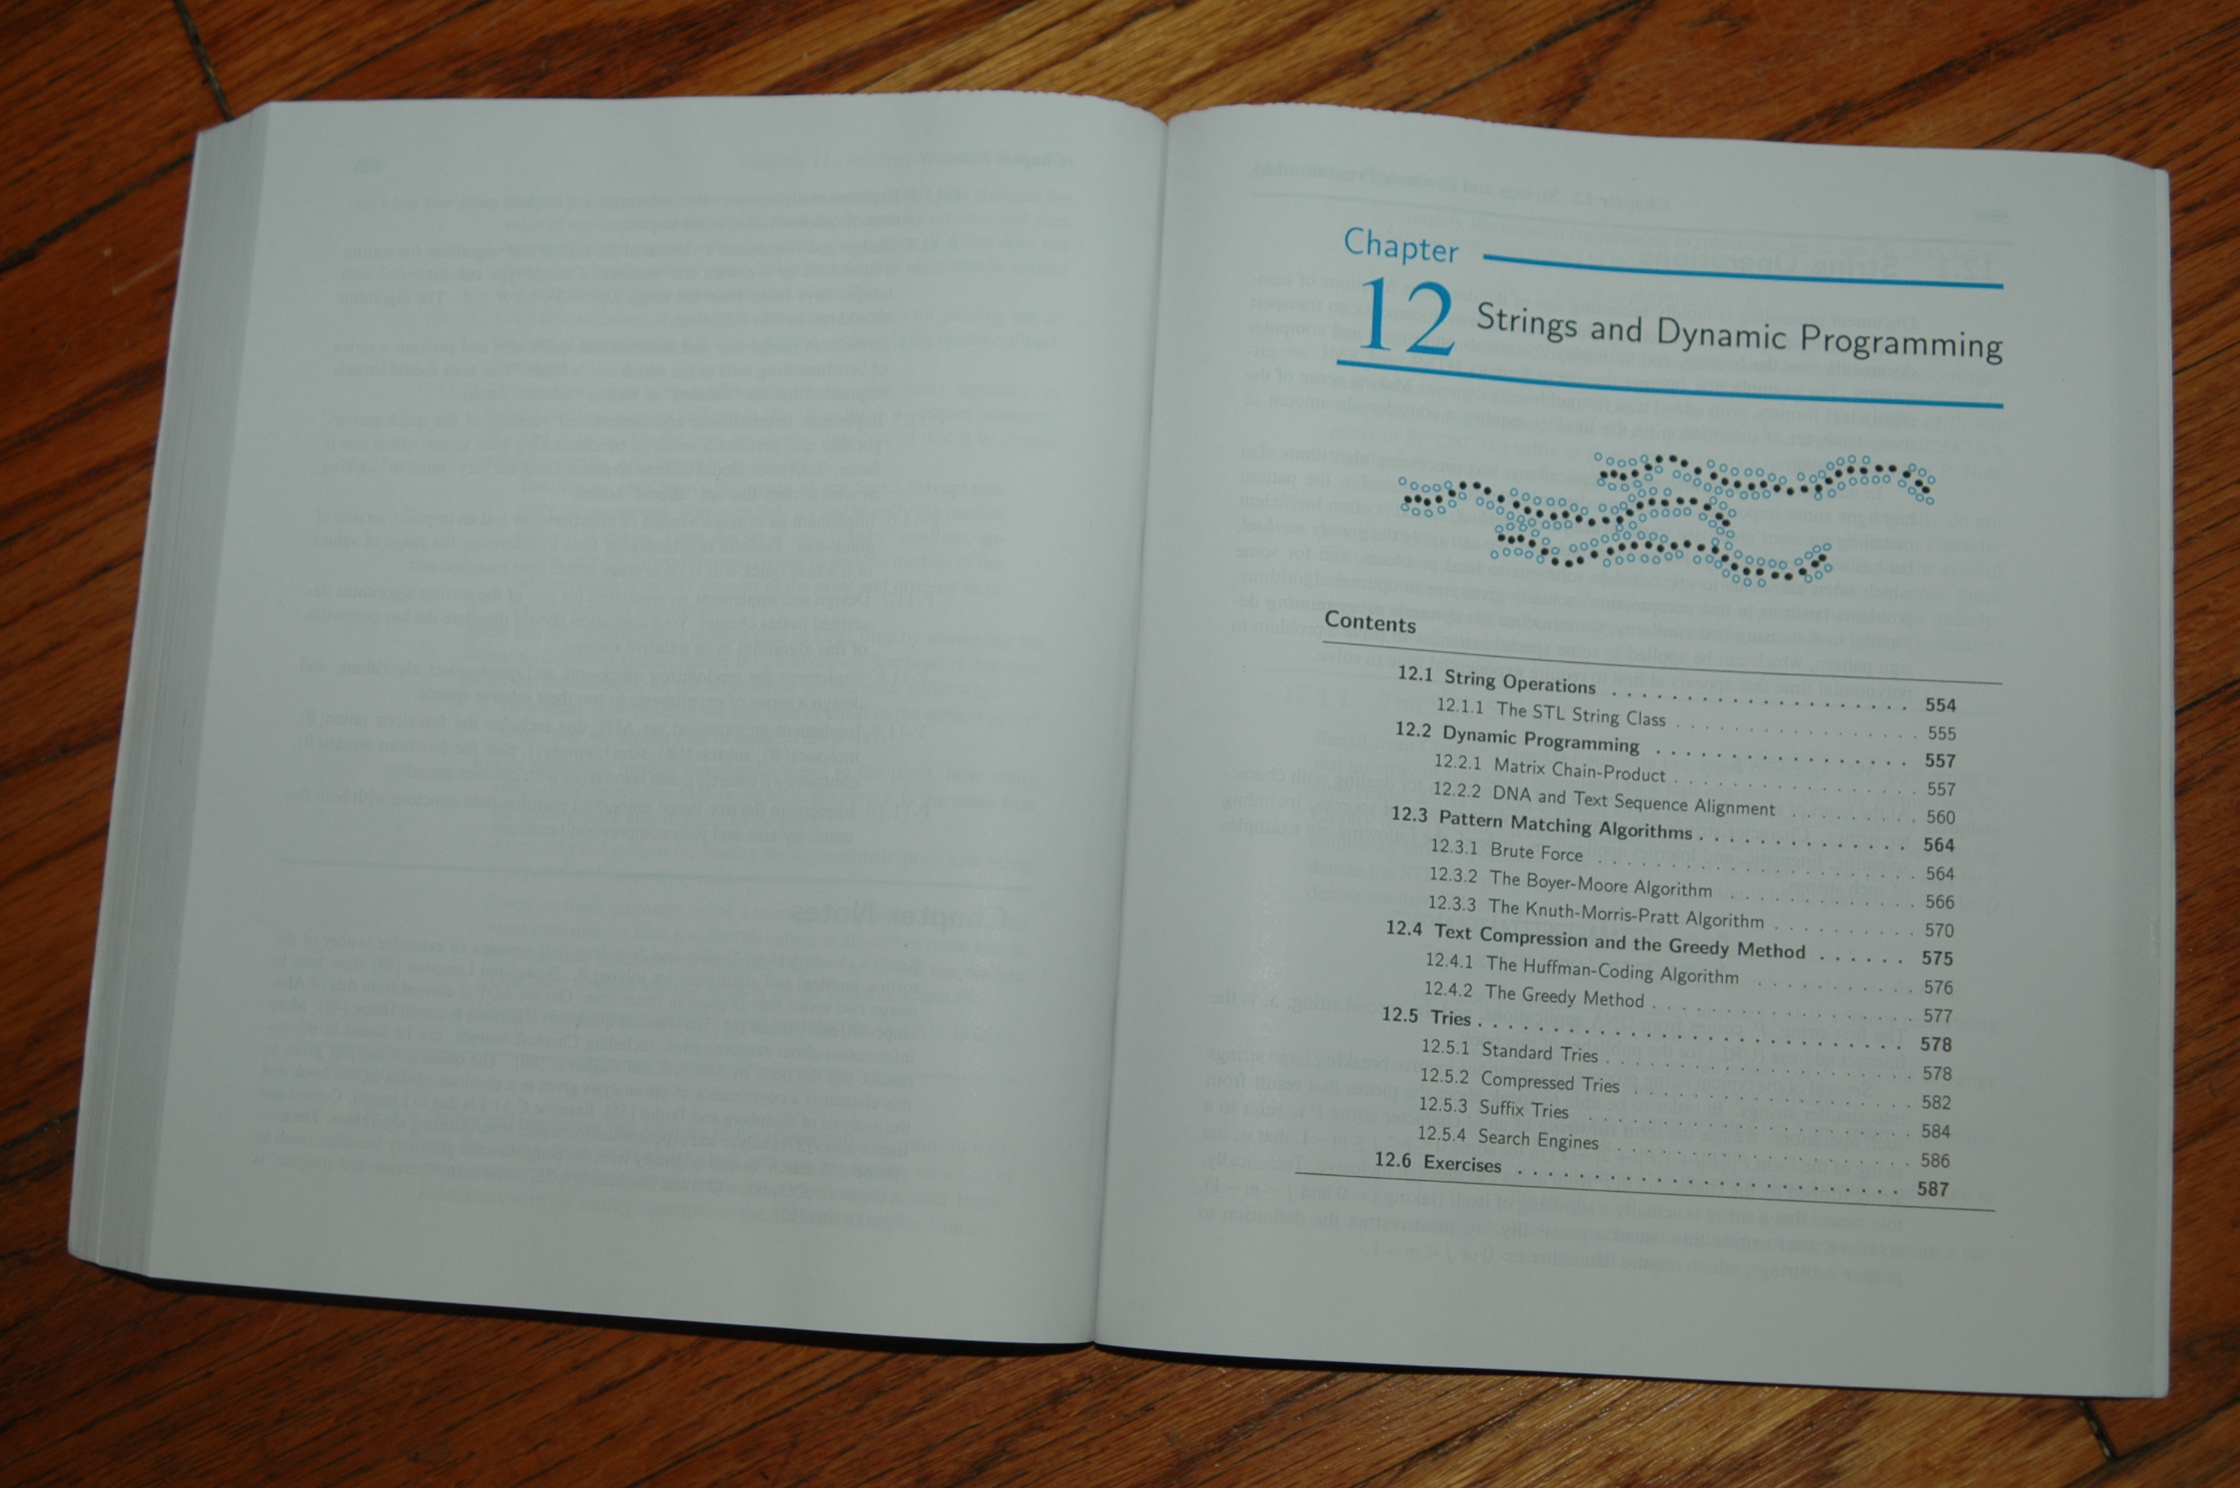 Chapter
12 Strings and Dynamic Programming
Contents
12.1 String Operations . . . . . . . . . . . . . . . . . . 554
12.1.1 The STL String Class . . . . . . . . . . . . . . . 555
12.2 Dynamic Programming . . . . . . . . . . . . . . . 557
12.2.1 Matrix Chain-Product . . . . . . . . . . . . . . . 557
12.2.2 DNA and Text Sequence Alignment . . . . . . . . 560
12.3 Pattern Matching Algorithms . . . . . . . . . . . . . 564
12.3.1 Brute Force . . . . . . . . . . . . . . . . . . . . 564
12.3.2 The Boyer-Moore Algorithm . . . . . . . . . . . . 566
12.3.3 The Knuth-Morris-Pratt Algorithm . . . . . . . . . 570
12.4 Text Compression and the Greedy Method . . . . . . 575
12.4.1 The Huffman-Coding Algorithm . . . . . . . . . . 576
12.4.2 The Greedy Method . . . . . . . . . . . . . . . . 577
12.5 Tries . . . . . . . . . . . . . . . . . . . . . . . . . . 578
12.5.1 Standard Tries . . . . . . . . . . . . . . . . . . . 578
12.5.2 Compressed Tries . . . . . . . . . . . . . . . . . . 582
12.5.3 Suffix Tries . . . . . . . . . . . . . . . . . . . . . 584
12.5.4 Search Engines . . . . . . . . . . . . . . . . . . . 586
12.6 Exercises . . . . . . . . . . . . . . . . . . . . . . . . 587